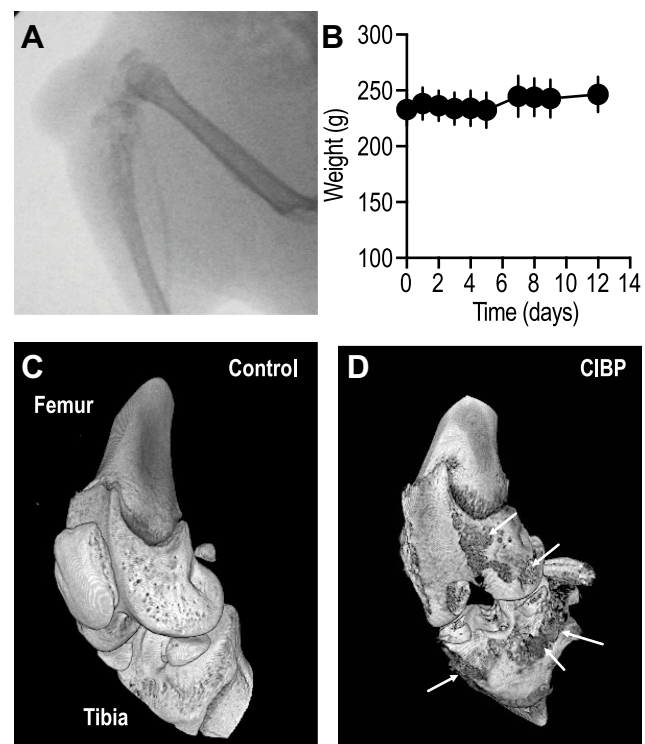 A
B
300
250
200
150
100
Weight (g)
0 2 4 6 8 10 12 14
Time (days)
C
Control
Femur
Tibia
D
CIBP